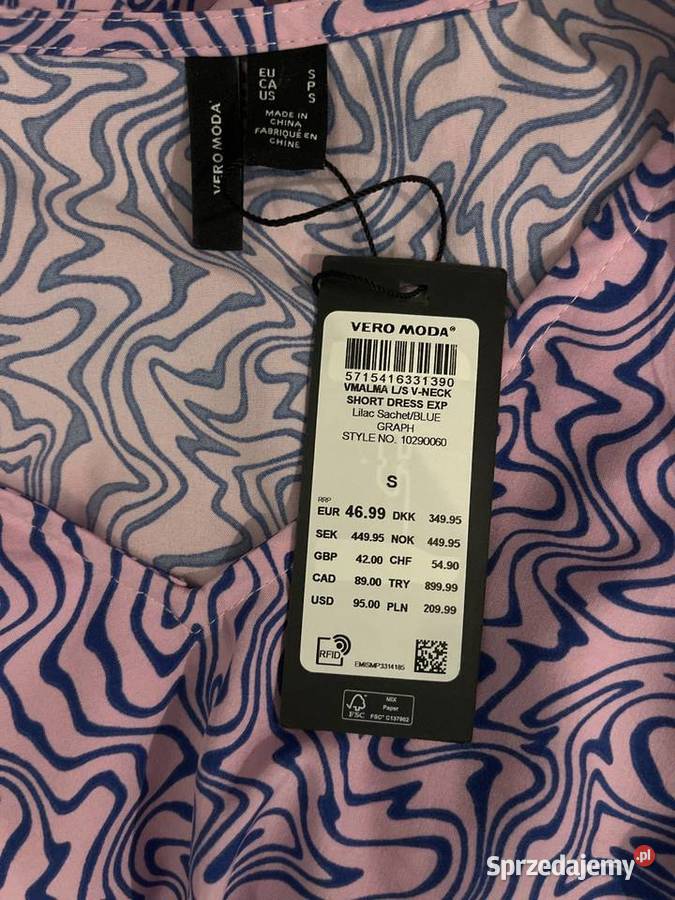 VERO MODA®
EU S
CA P
US S
MADE IN
CHINA
FABRIQUÉ EN
CHINE
VERO MODA®
5715416331390
VMALMA L/S V-NECK
SHORT DRESS EXP
Lilac Sachet/BLUE
GRAPH
STYLE NO. 10290060
S
RRP
EUR 46.99 DKK 349.95
SEK 449.95 NOK 449.95
GBP 42.00 CHF 54.90
CAD 89.00 TRY 899.99
USD 95.00 PLN 209.99
RFID
EMISMP3314185
FSC
MIX
Paper
FSC® C137902
Sprzedajemy.pl